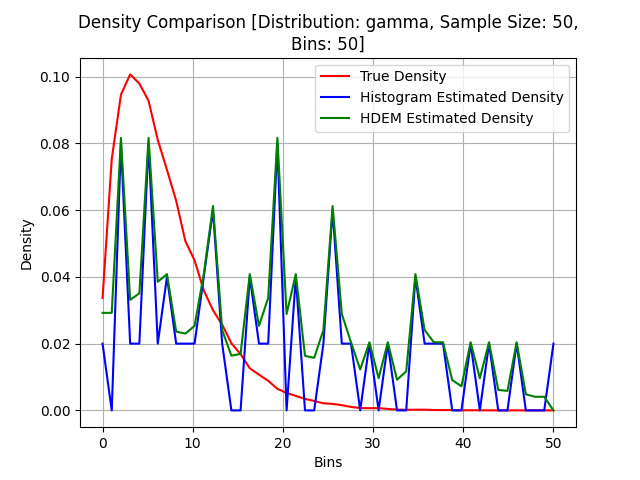 Density Comparison [Distribution: gamma, Sample Size: 50,
Bins: 50]
True Density
Histogram Estimated Density
HDEM Estimated Density
Density
0.10
0.08
0.06
0.04
0.02
0.00
0 10 20 30 40 50
Bins